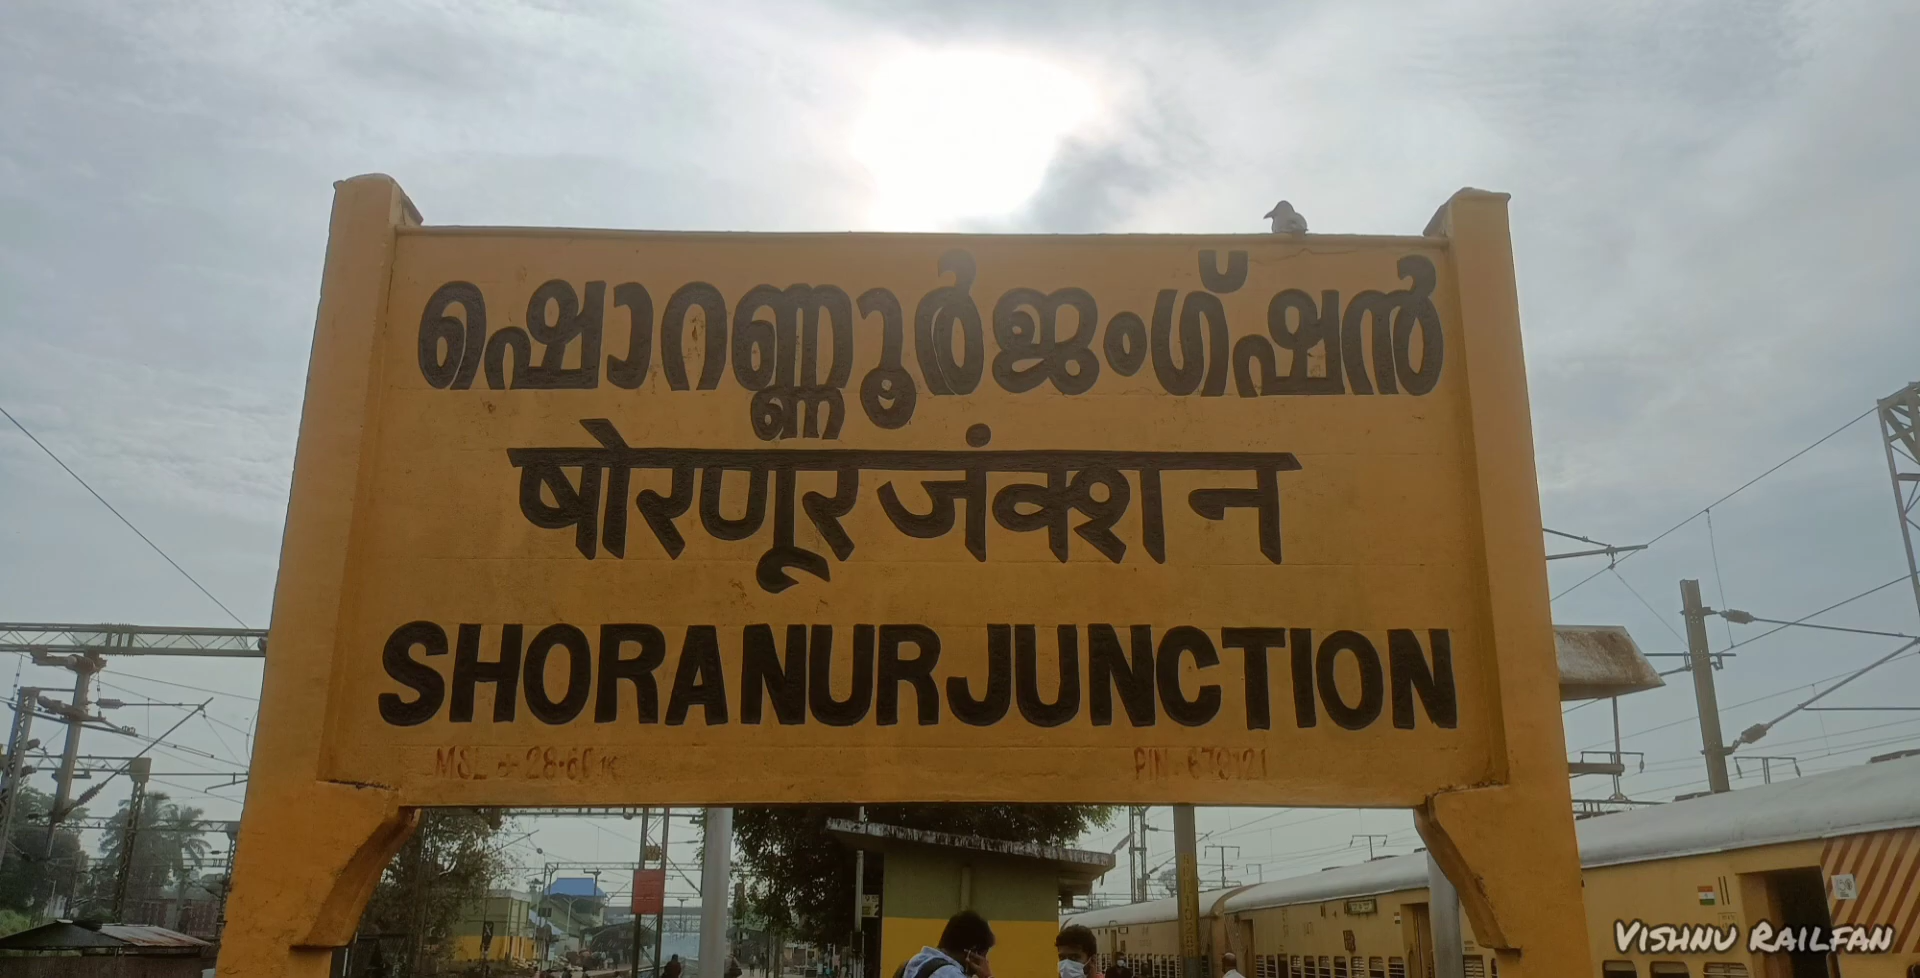 ഷൊറണ്ണൂർ ജംഗ്ഷൻ
षोरणूर जंक्शन
SHORANUR JUNCTION
MSL + 28.60
PIN. 679121
VISHNU RAILFAN